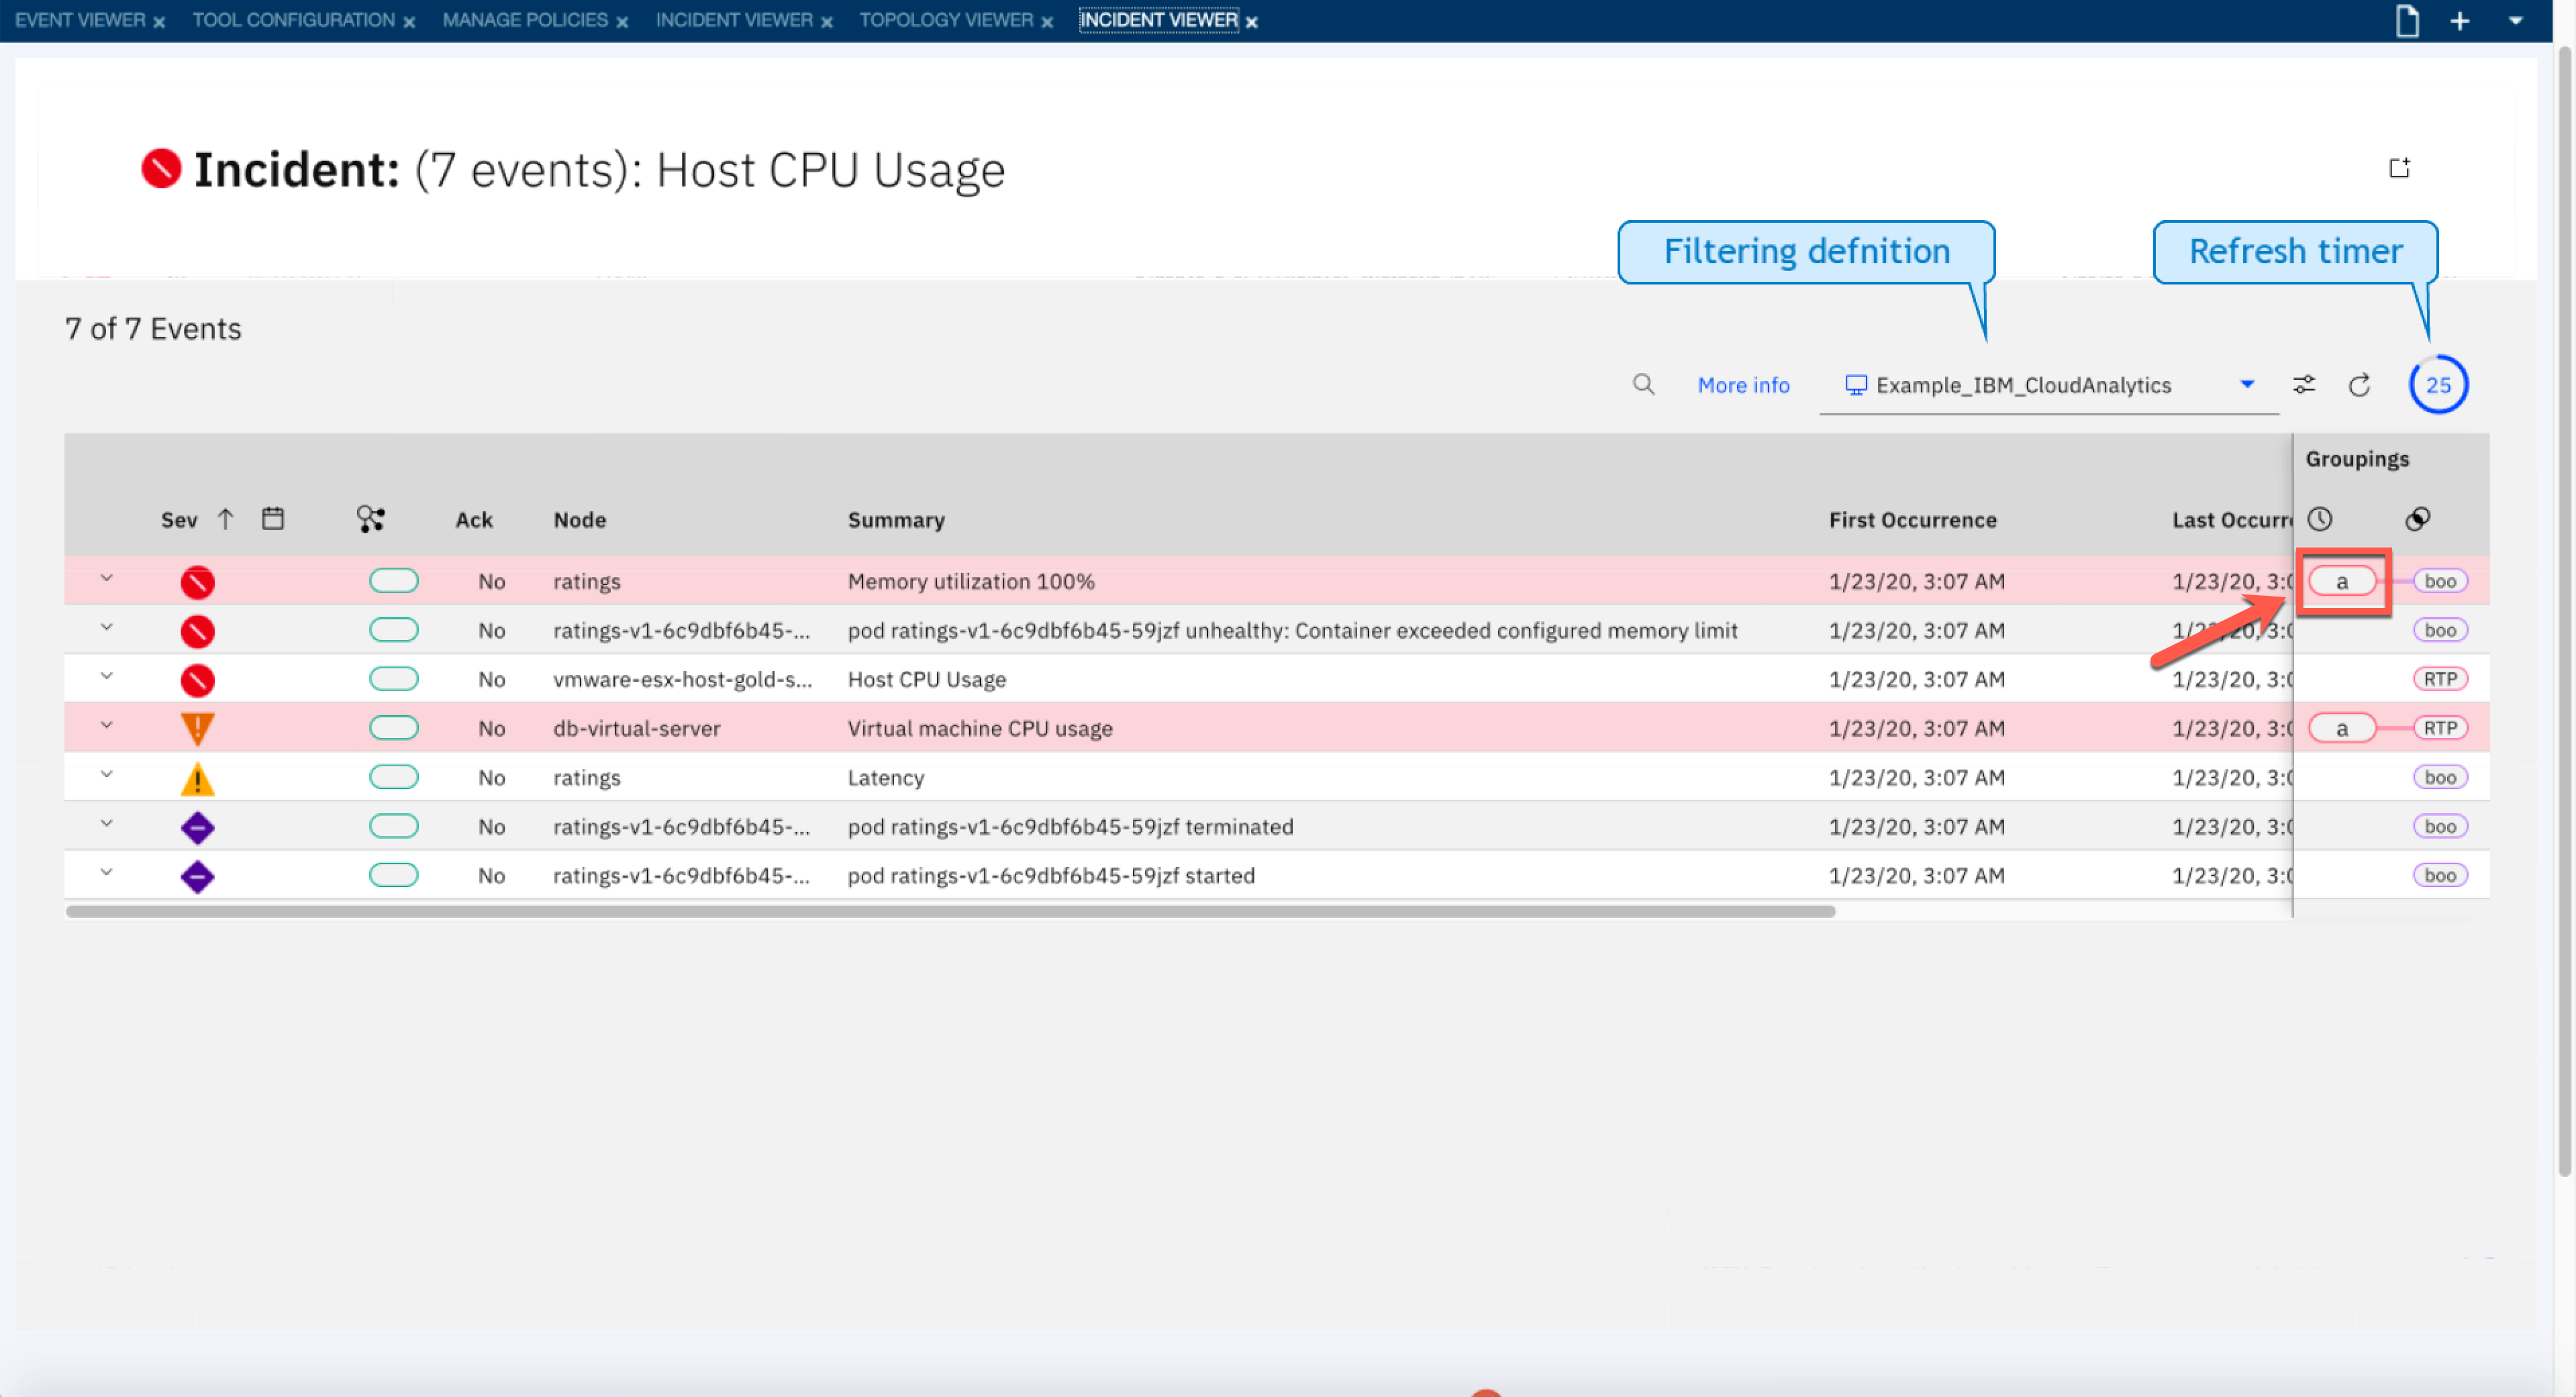 EVENT VIEWER x TOOL CONFIGURATION x MANAGE POLICIES x INCIDENT VIEWER x TOPOLOGY VIEWER x INCIDENT VIEWER x
Incident: (7 events): Host CPU Usage
Filtering defnition
Refresh timer
7 of 7 Events
More info Example_IBM_CloudAnalytics 25
Groupings
Sev Ack Node Summary First Occurrence Last Occurr
No ratings Memory utilization 100% 1/23/20, 3:07 AM 1/23/20, 3:0 a boo
No ratings-v1-6c9dbf6b45-... pod ratings-v1-6c9dbf6b45-59jzf unhealthy: Container exceeded configured memory limit 1/23/20, 3:07 AM 1/23/20, 3:0 boo
No vmware-esx-host-gold-s... Host CPU Usage 1/23/20, 3:07 AM 1/23/20, 3:0 RTP
No db-virtual-server Virtual machine CPU usage 1/23/20, 3:07 AM 1/23/20, 3:0 a RTP
No ratings Latency 1/23/20, 3:07 AM 1/23/20, 3:0 boo
No ratings-v1-6c9dbf6b45-... pod ratings-v1-6c9dbf6b45-59jzf terminated 1/23/20, 3:07 AM 1/23/20, 3:0 boo
No ratings-v1-6c9dbf6b45-... pod ratings-v1-6c9dbf6b45-59jzf started 1/23/20, 3:07 AM 1/23/20, 3:0 boo